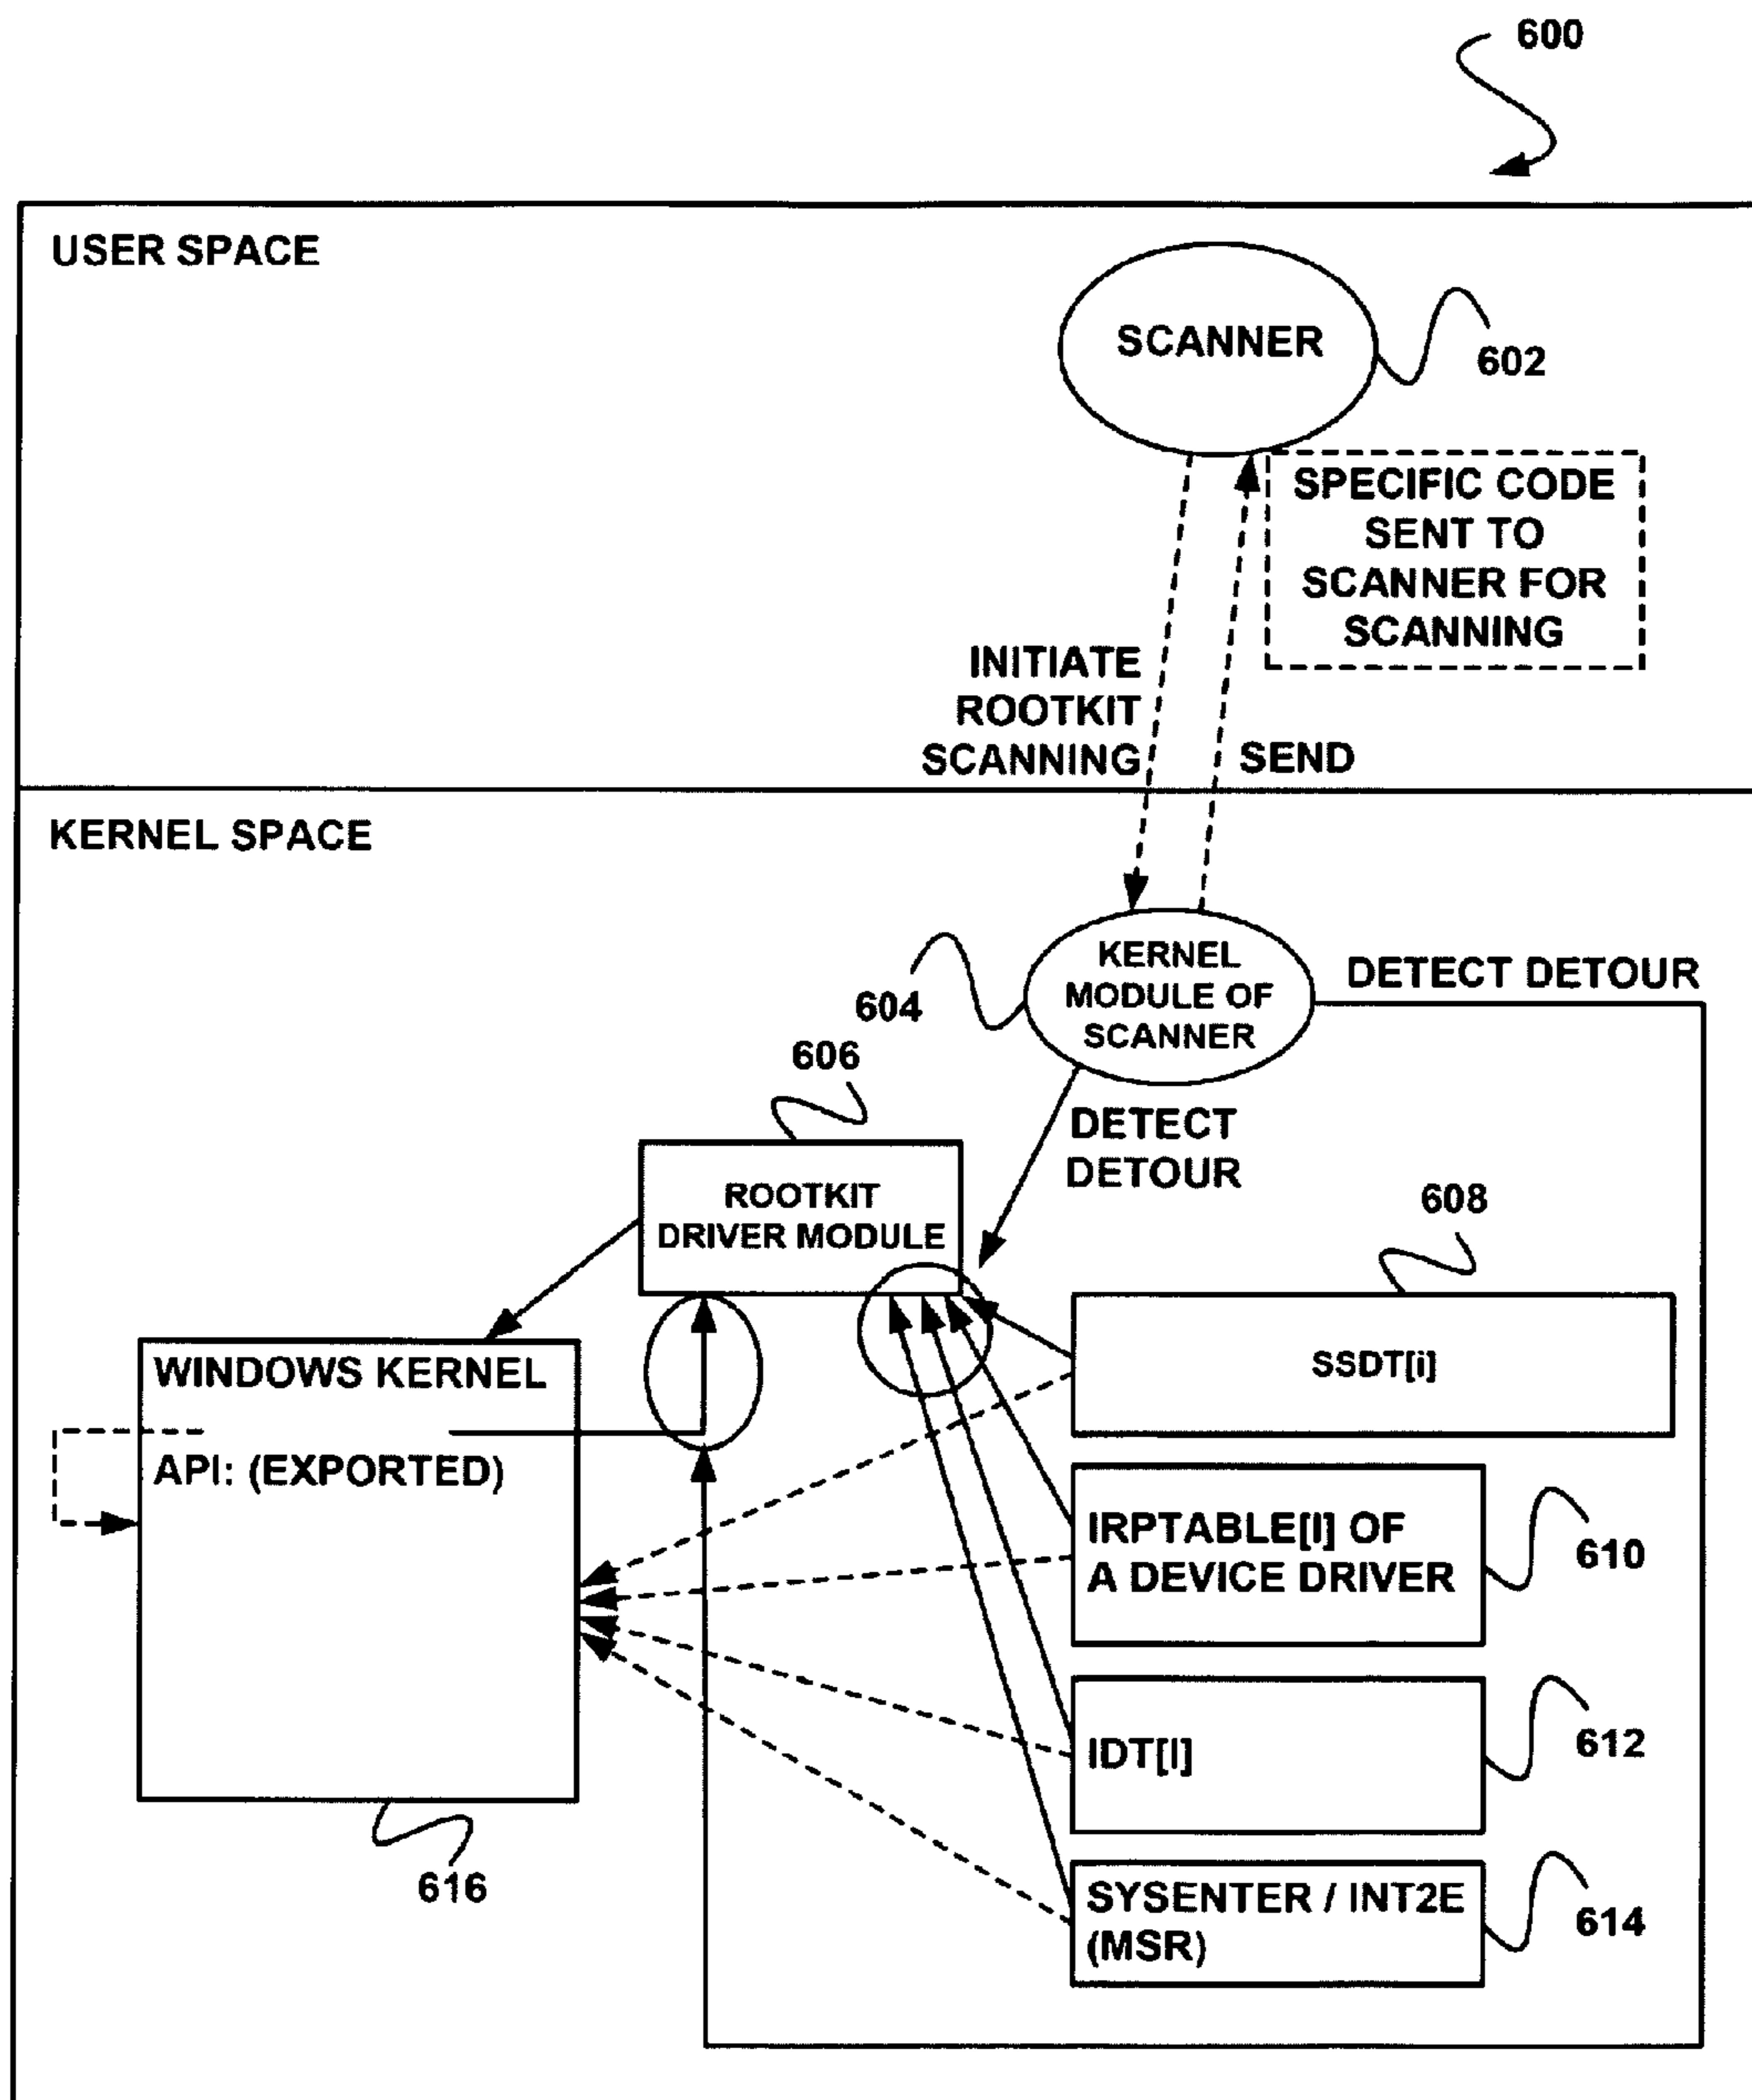 600
USER SPACE
SCANNER
602
SPECIFIC CODE
SENT TO
SCANNER FOR
SCANNING
INITIATE
ROOTKIT
SCANNING
SEND
KERNEL SPACE
KERNEL
MODULE OF
SCANNER
604
DETECT DETOUR
606
DETECT
DETOUR
ROOTKIT
DRIVER MODULE
608
SSDT[i]
WINDOWS KERNEL
API: (EXPORTED)
IRPTABLE[I] OF
A DEVICE DRIVER
610
IDT[I]
612
616
SYSENTER / INT2E
(MSR)
614